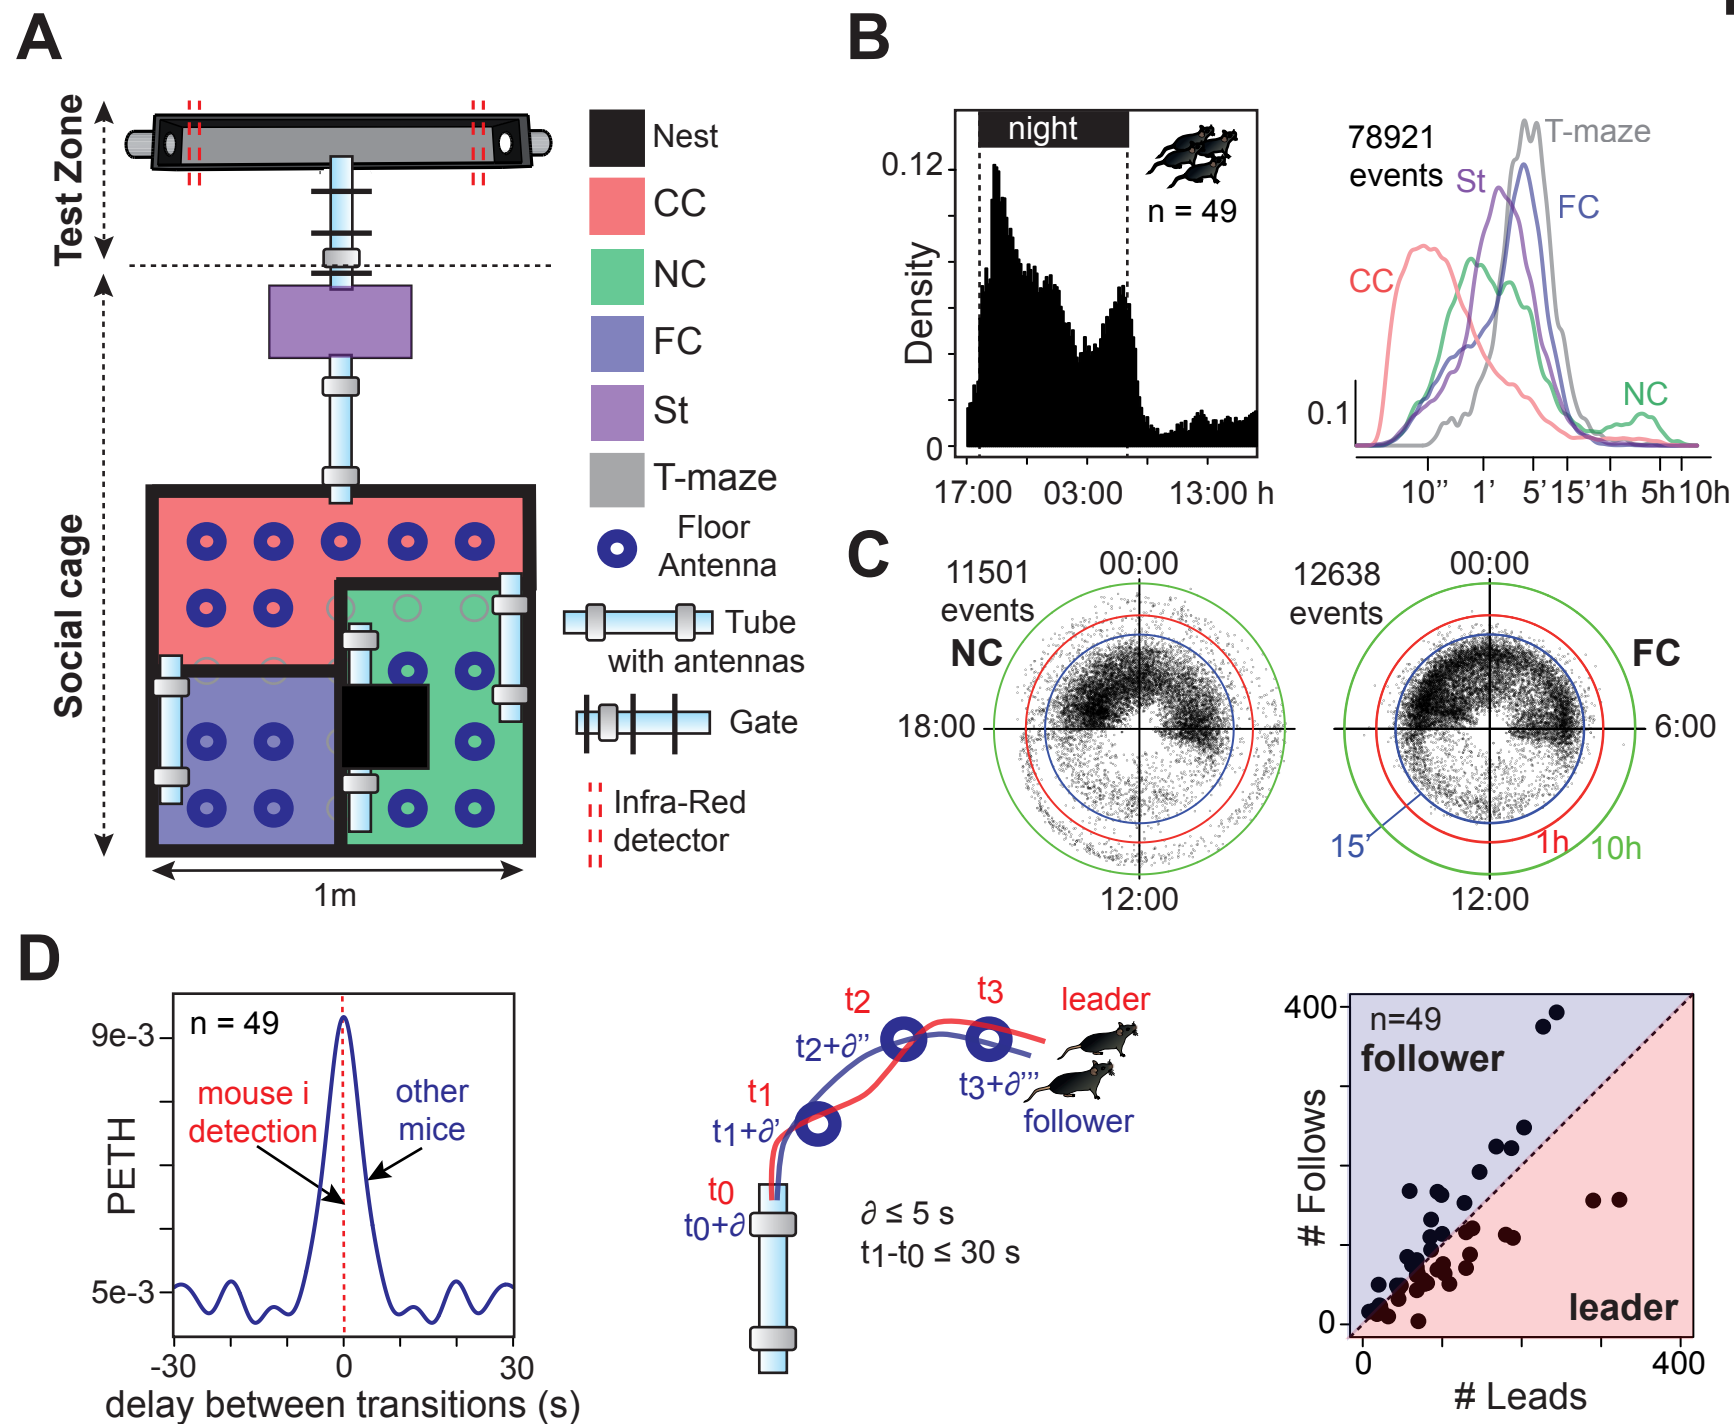 A
Test Zone
Social cage
1m
Nest
CC
NC
FC
St
T-maze
Floor
Antenna
Tube
with antennas
Gate
Infra-Red
detector
B
night
n = 49
Density
0.12
0
17:00
03:00
13:00 h
78921
events
T-maze
St
FC
CC
NC
0.1
10’’
1’
5’
15’
1h
5h
10h
C
11501
events
NC
00:00
18:00
12:00
12638
events
FC
00:00
6:00
12:00
15’
1h
10h
D
n = 49
9e-3
5e-3
PETH
mouse i
detection
other
mice
-30
0
30
delay between transitions (s)
t2
t3
leader
t2+∂’’
t3+∂’’’
follower
t1
t1+∂’
t0
t0+∂
∂ ≤ 5 s
t1-t0 ≤ 30 s
400
n=49
follower
# Follows
leader
0
0
400
# Leads